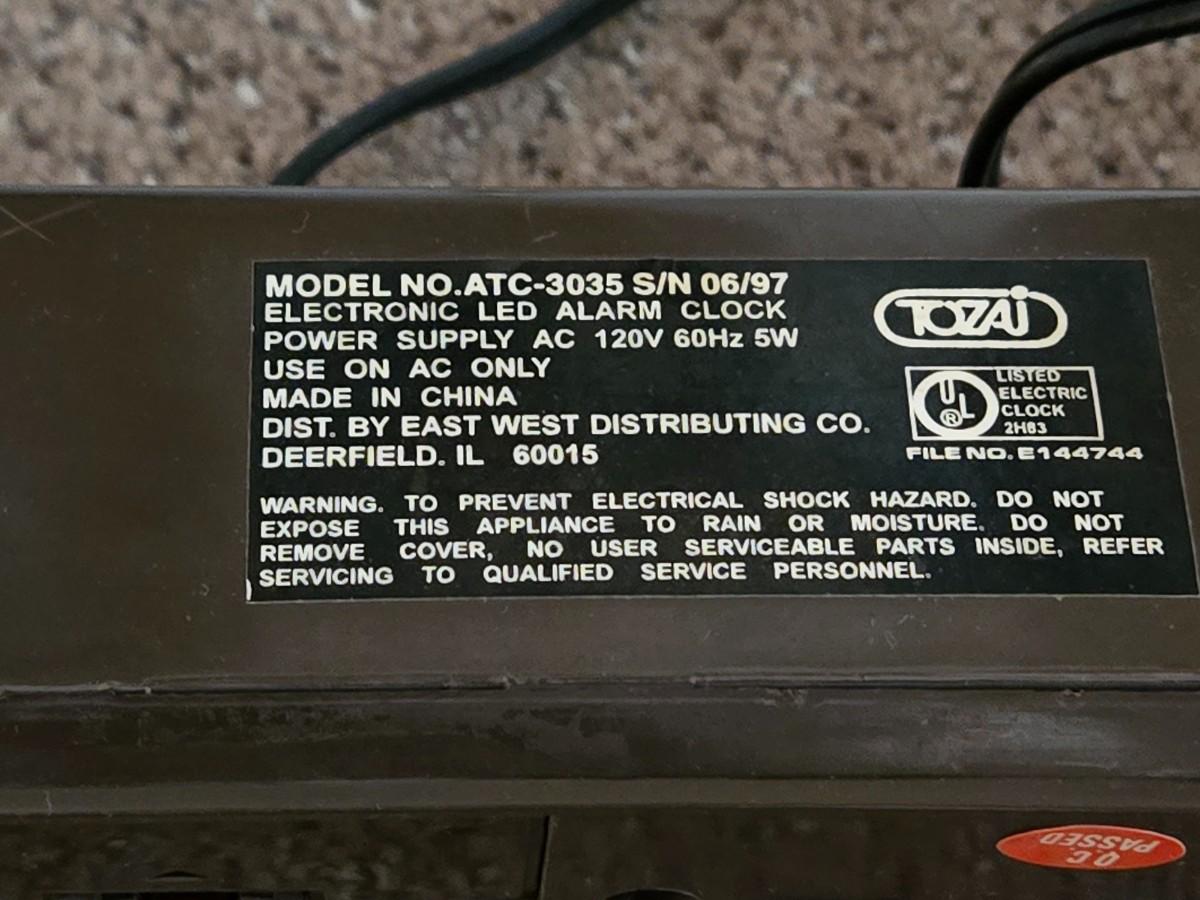 MODEL NO.ATC-3035 S/N 06/97
ELECTRONIC LED ALARM CLOCK
POWER SUPPLY AC 120V 60Hz 5W
USE ON AC ONLY
MADE IN CHINA
DIST. BY EAST WEST DISTRIBUTING CO.
DEERFIELD. IL 60015
TOZAJ
UL ®
LISTED
ELECTRIC
CLOCK
2H83
FILE NO. E144744
WARNING. TO PREVENT ELECTRICAL SHOCK HAZARD. DO NOT
EXPOSE THIS APPLIANCE TO RAIN OR MOISTURE. DO NOT
REMOVE COVER, NO USER SERVICEABLE PARTS INSIDE, REFER
SERVICING TO QUALIFIED SERVICE PERSONNEL.
Q.C
PASSED